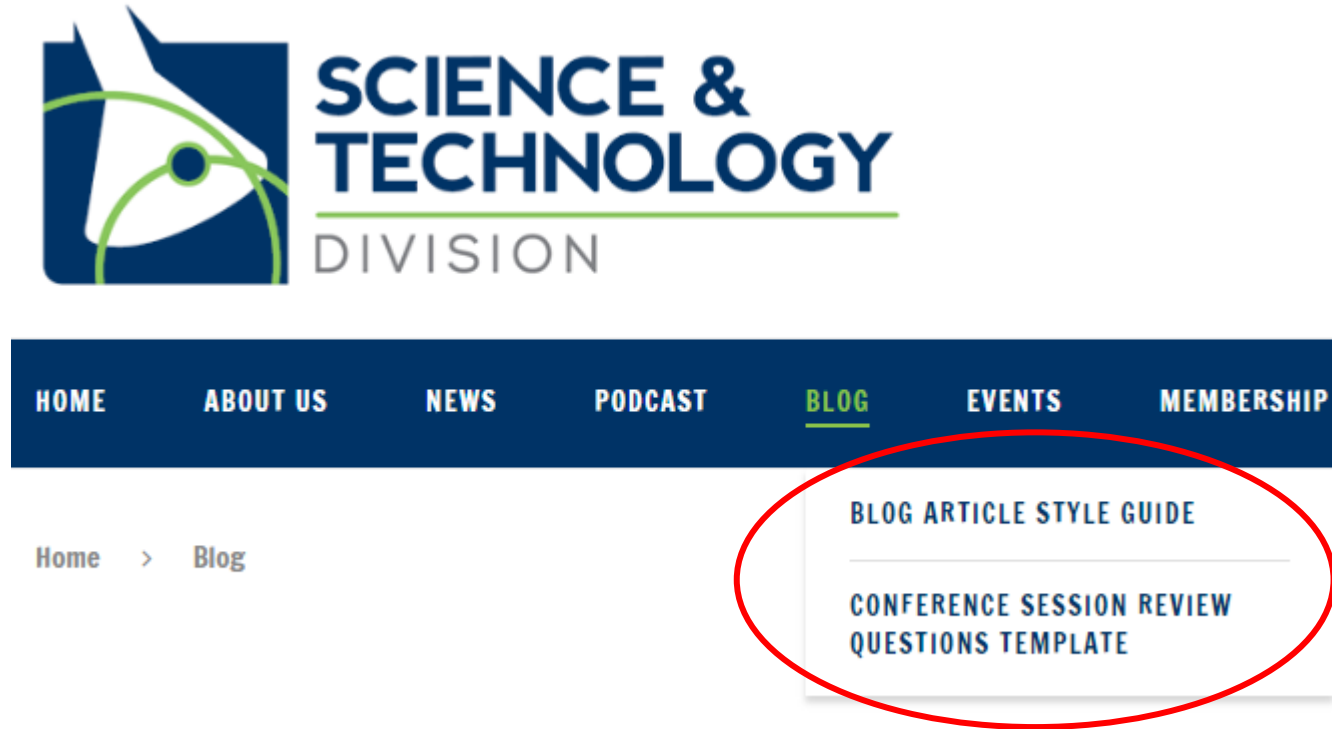 SCIENCE &
TECHNOLOGY
DIVISION
HOME ABOUT US NEWS PODCAST BLOG EVENTS MEMBERSHIP
BLOG ARTICLE STYLE GUIDE
Home > Blog
CONFERENCE SESSION REVIEW
QUESTIONS TEMPLATE